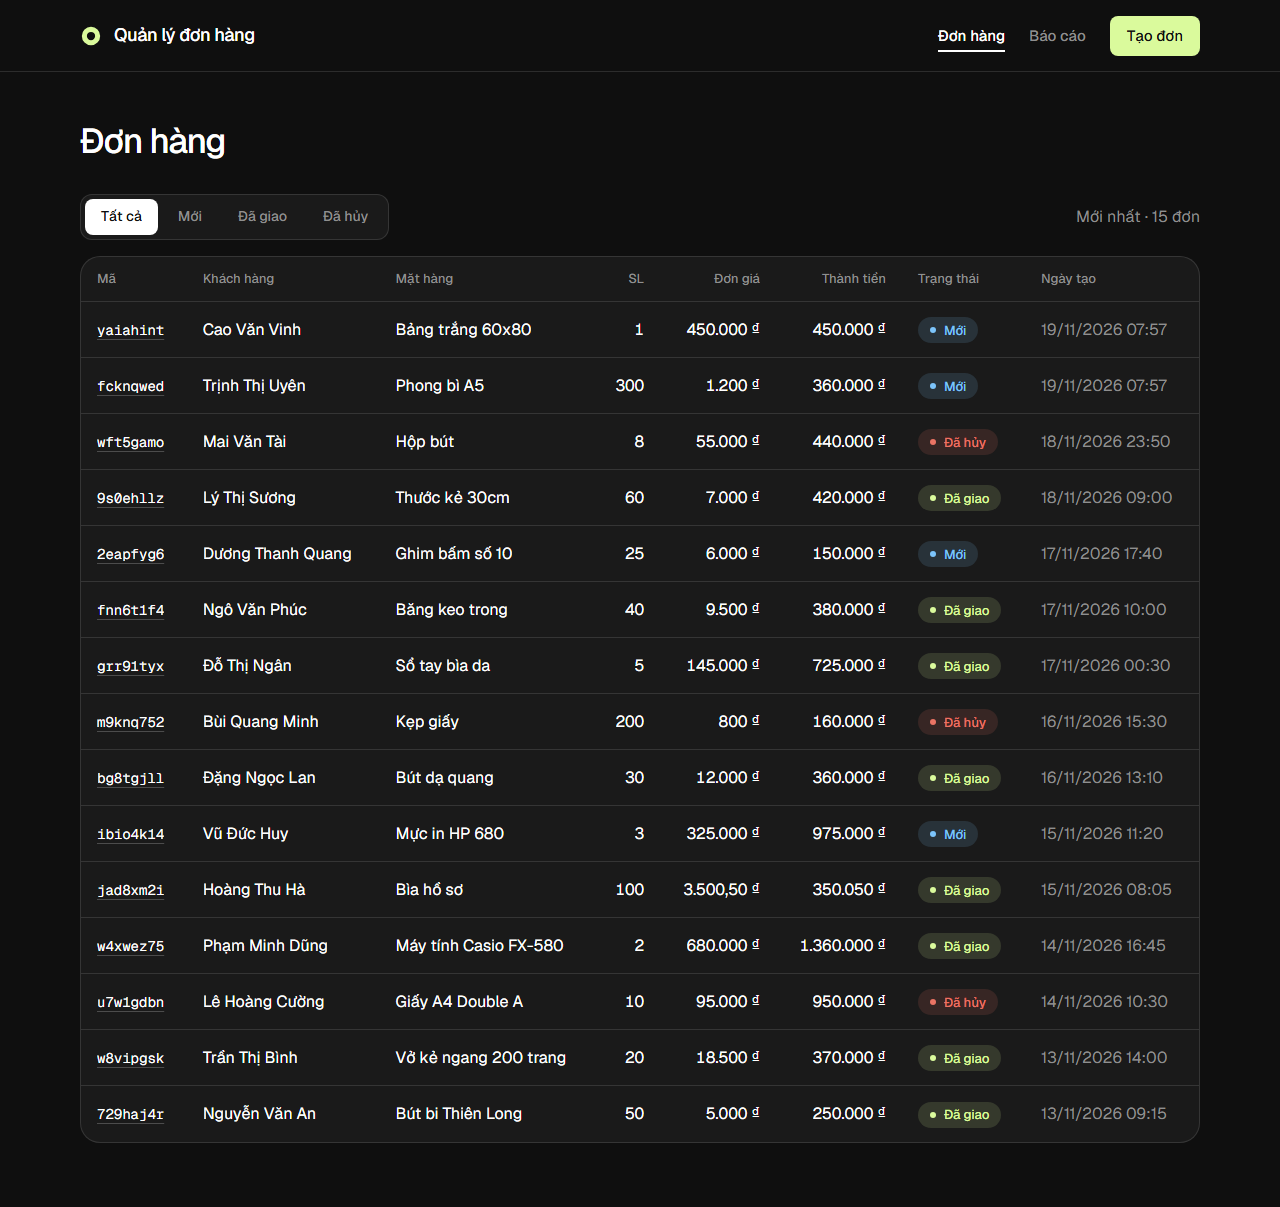 Quản lý đơn hàng Đơn hàng Báo cáo Tạo đơn
Đơn hàng
Tất cả Mới Đã giao Đã hủy Mới nhất · 15 đơn
Mã Khách hàng Mặt hàng SL Đơn giá Thành tiền Trạng thái Ngày tạo
yaiahint Cao Văn Vinh Bảng trắng 60x80 1 450.000 ₫ 450.000 ₫ Mới 19/11/2026 07:57
fcknqwed Trịnh Thị Uyên Phong bì A5 300 1.200 ₫ 360.000 ₫ Mới 19/11/2026 07:57
wft5gamo Mai Văn Tài Hộp bút 8 55.000 ₫ 440.000 ₫ Đã hủy 18/11/2026 23:50
9s0ehllz Lý Thị Sương Thước kẻ 30cm 60 7.000 ₫ 420.000 ₫ Đã giao 18/11/2026 09:00
2eapfyg6 Dương Thanh Quang Ghim bấm số 10 25 6.000 ₫ 150.000 ₫ Mới 17/11/2026 17:40
fnn6t1f4 Ngô Văn Phúc Băng keo trong 40 9.500 ₫ 380.000 ₫ Đã giao 17/11/2026 10:00
grr91tyx Đỗ Thị Ngân Sổ tay bìa da 5 145.000 ₫ 725.000 ₫ Đã giao 17/11/2026 00:30
m9knq752 Bùi Quang Minh Kẹp giấy 200 800 ₫ 160.000 ₫ Đã hủy 16/11/2026 15:30
bg8tgjll Đặng Ngọc Lan Bút dạ quang 30 12.000 ₫ 360.000 ₫ Đã giao 16/11/2026 13:10
ibio4k14 Vũ Đức Huy Mực in HP 680 3 325.000 ₫ 975.000 ₫ Mới 15/11/2026 11:20
jad8xm2i Hoàng Thu Hà Bìa hồ sơ 100 3.500,50 ₫ 350.050 ₫ Đã giao 15/11/2026 08:05
w4xwez75 Phạm Minh Dũng Máy tính Casio FX-580 2 680.000 ₫ 1.360.000 ₫ Đã giao 14/11/2026 16:45
u7w1gdbn Lê Hoàng Cường Giấy A4 Double A 10 95.000 ₫ 950.000 ₫ Đã hủy 14/11/2026 10:30
w8vipgsk Trần Thị Bình Vở kẻ ngang 200 trang 20 18.500 ₫ 370.000 ₫ Đã giao 13/11/2026 14:00
729haj4r Nguyễn Văn An Bút bi Thiên Long 50 5.000 ₫ 250.000 ₫ Đã giao 13/11/2026 09:15